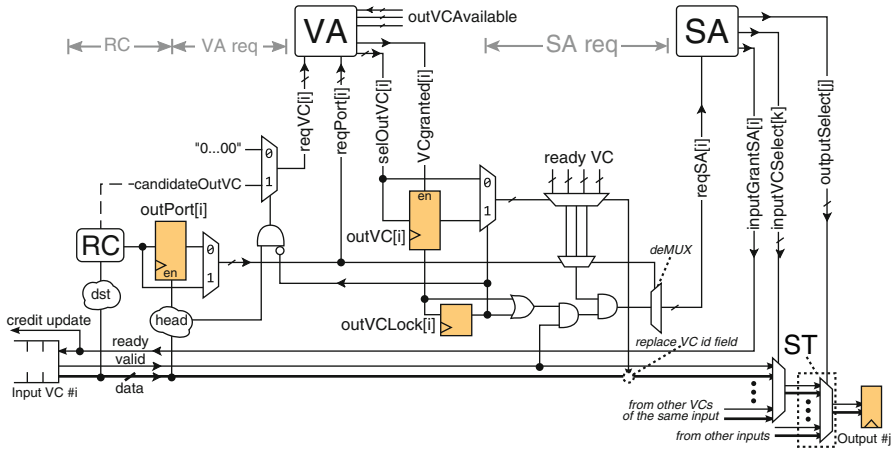 VA
outVCAvailable
SA
RC
VA req
SA req
reqVC[i]
reqPort[i]
selOutVC[i]
VCgranted[i]
reqSA[i]
inputGrantSA[i]
inputVCSelect[k]
outputSelect[j]
"0...00"
0
1
candidateOutVC
ready VC
outPort[i]
en
0
1
en
outVC[i]
0
1
RC
deMUX
dst
head
outVCLock[i]
credit update
ready
valid
data
replace VC id field
ST
Input VC #i
from other VCs
of the same input
from other inputs
Output #j